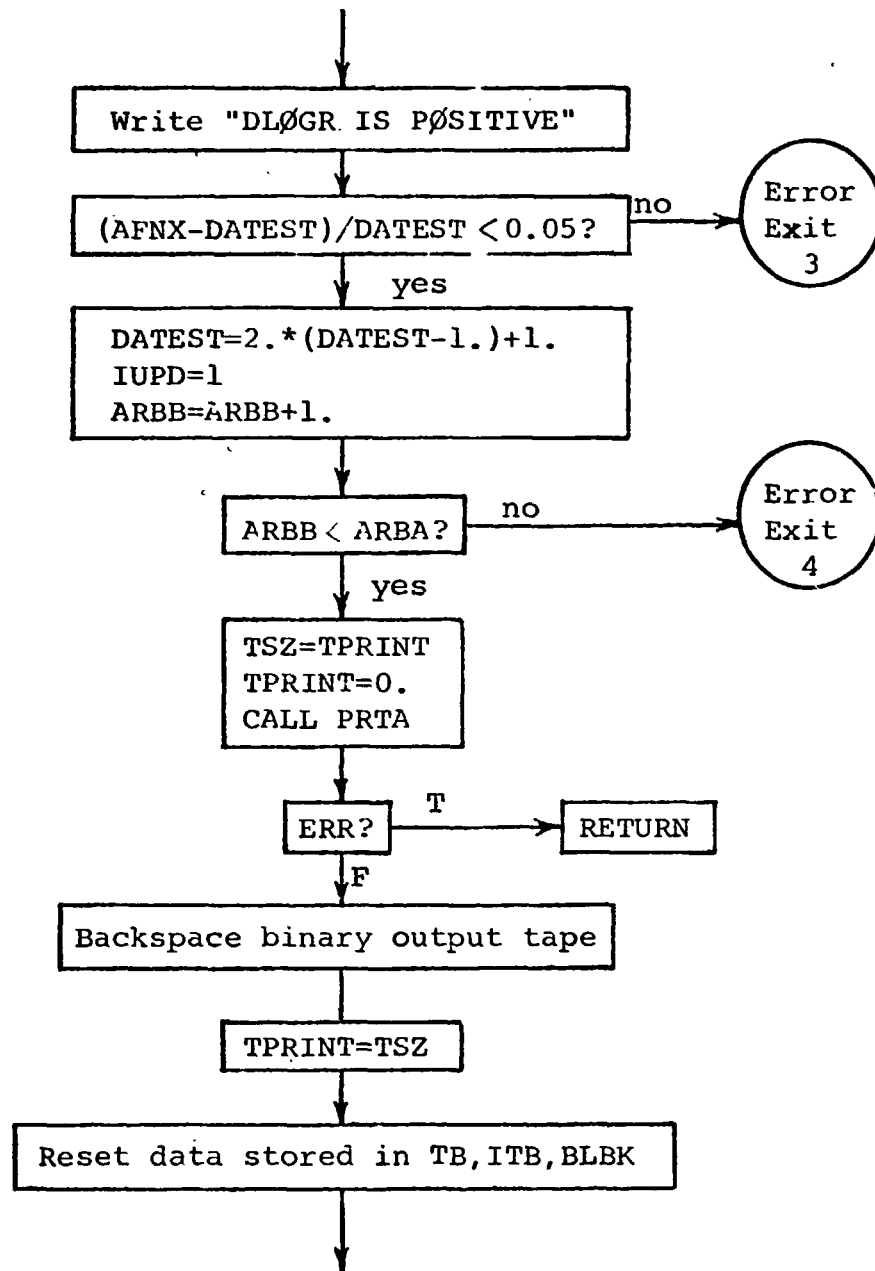 Write "DLØGR IS PØSITIVE"
(AFNX-DATEST)/DATEST <0.05?
no
Error
Exit
3
yes
DATEST=2.*(DATEST-1.)+1.
IUPD=1
ARBB=ARBB+1.
ARBB< ARBA?
no
Error
Exit
4
yes
TSZ=TPRINT
TPRINT=0.
CALL PRTA
ERR?
T
RETURN
F
Backspace binary output tape
TPRINT=TSZ
Reset data stored in TB,ITB,BLBK